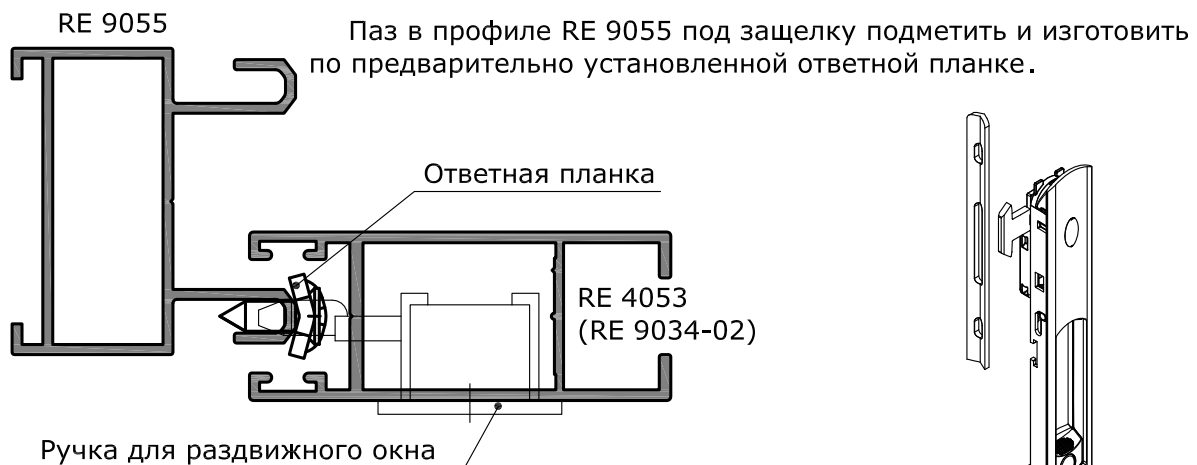 RE 9055
Паз в профиле RE 9055 под защелку подметить и изготовить
по предварительно установленной ответной планке.
Ответная планка
RE 4053
(RE 9034-02)
Ручка для раздвижного окна